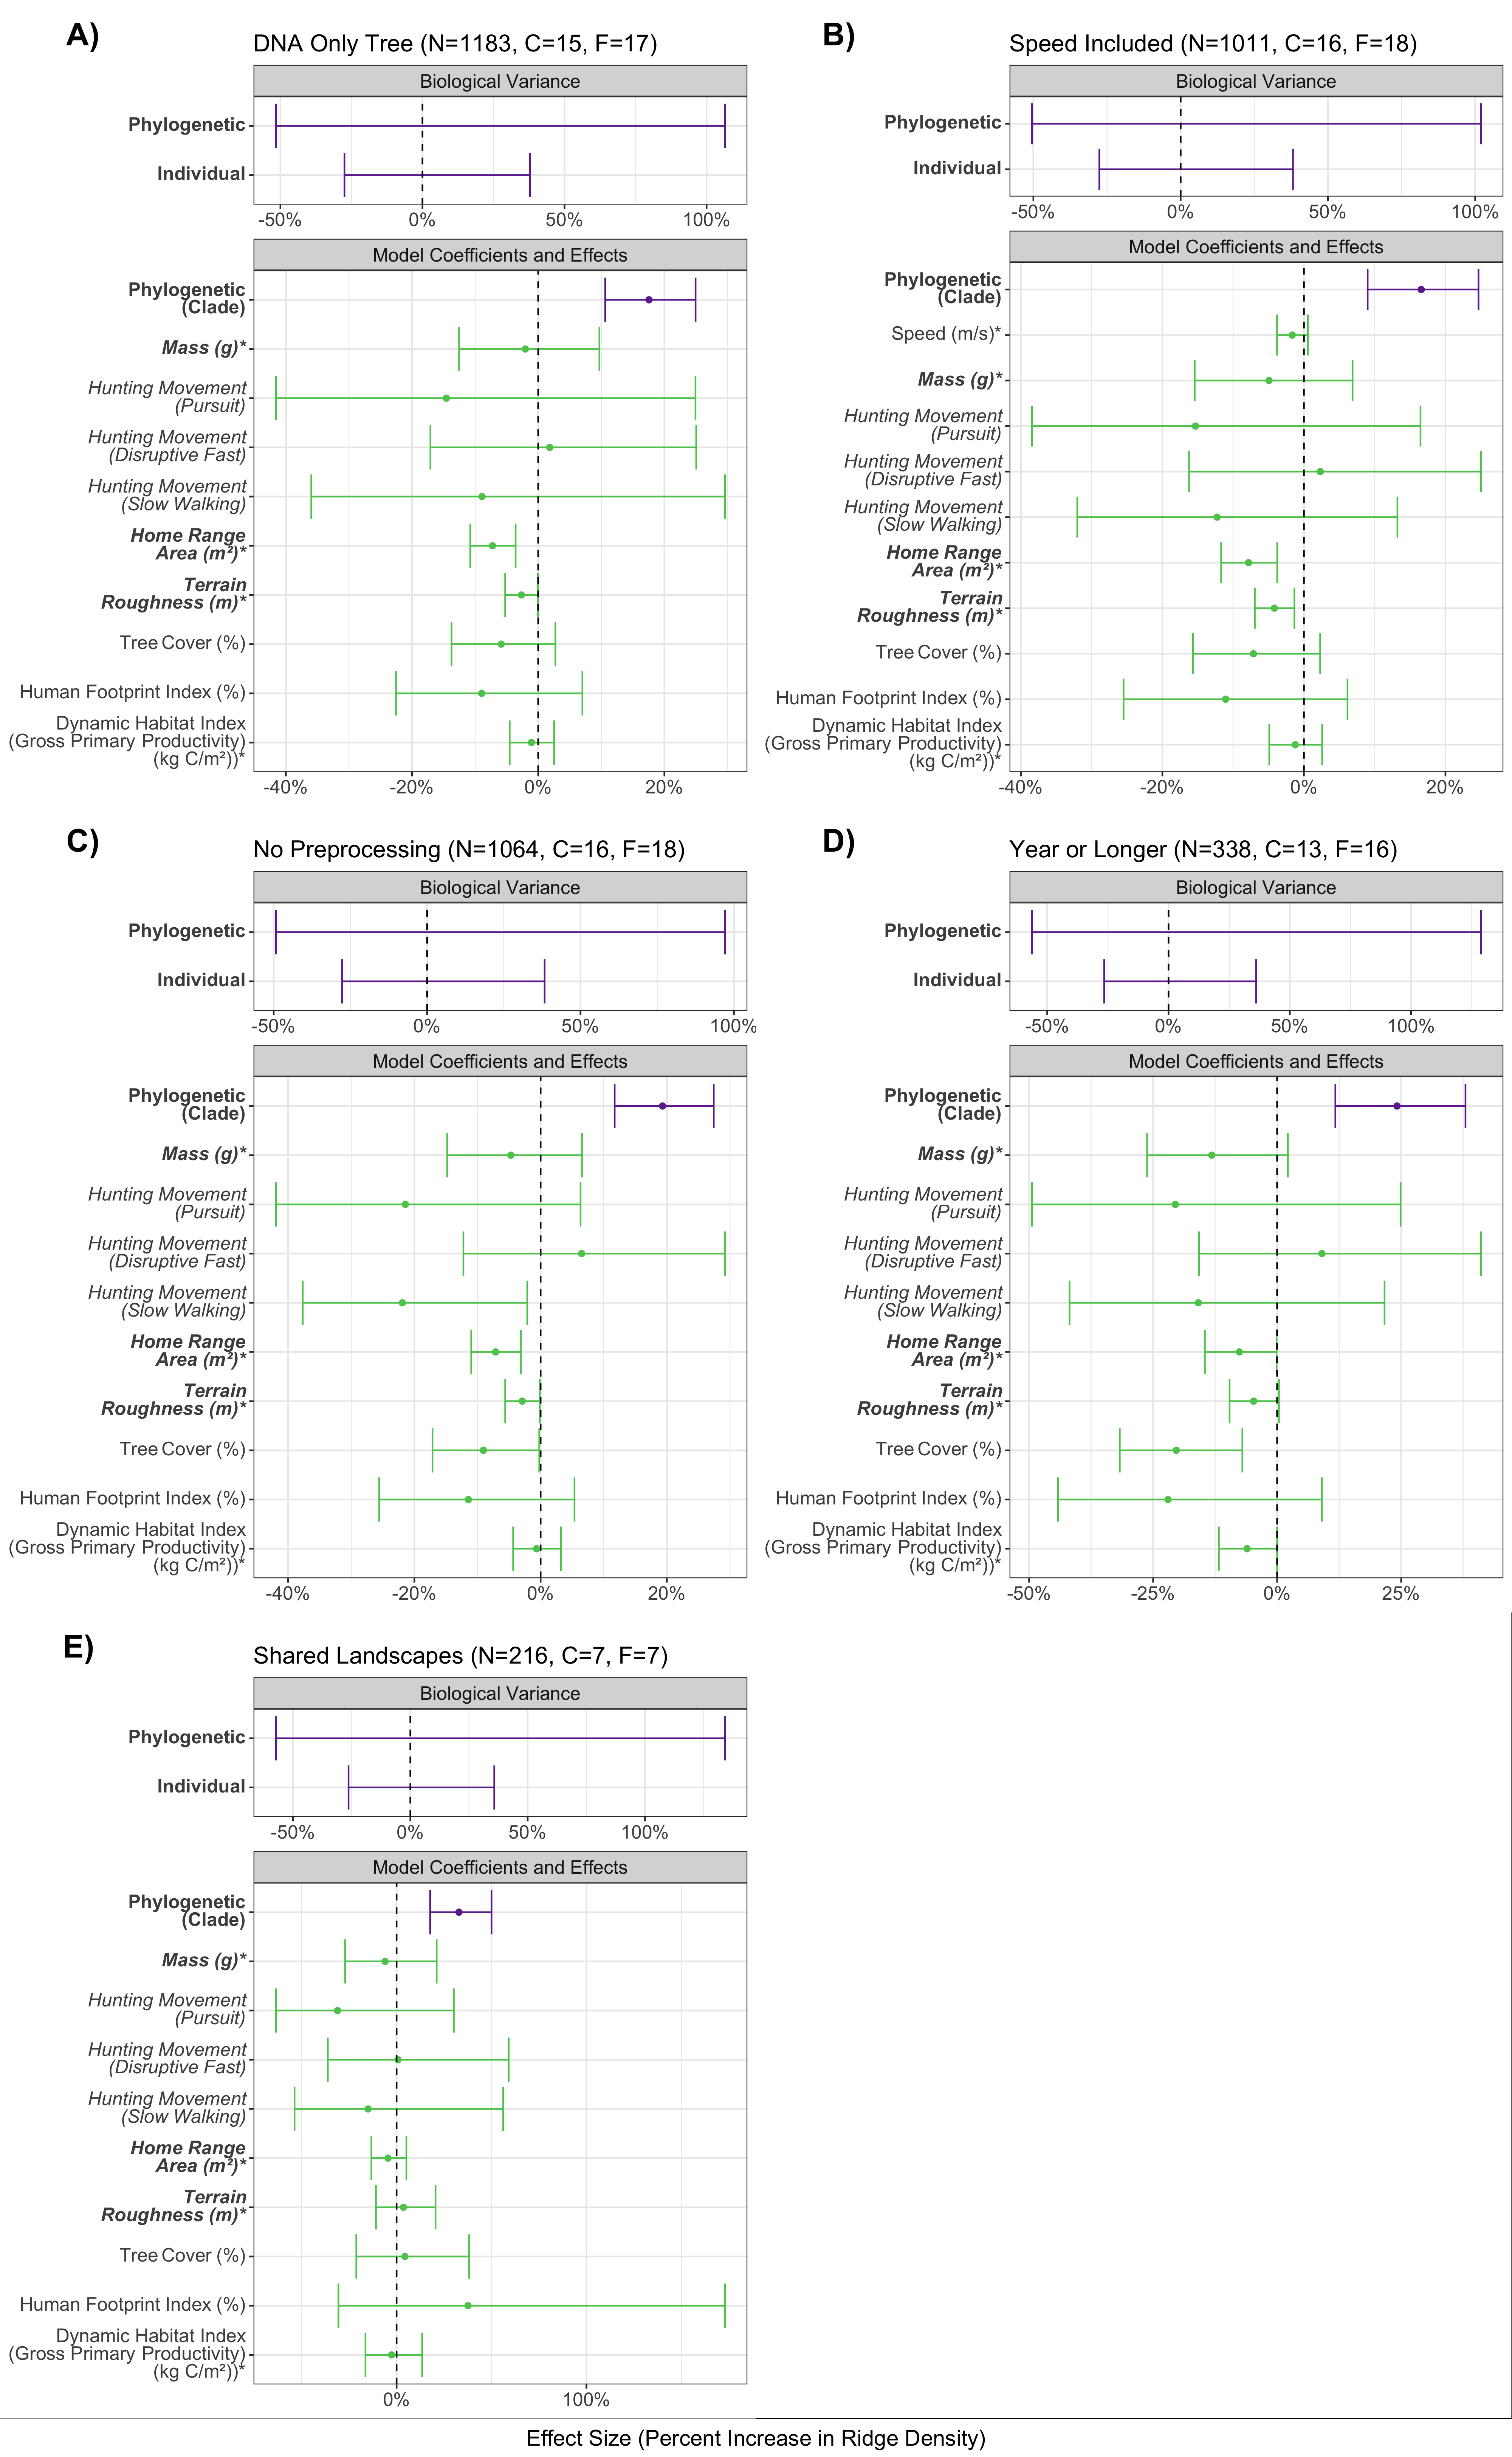 A)
DNA Only Tree (N=1183, C=15, F=17)
Biological Variance
Phylogenetic
Individual
-50% 0% 50% 100%
Model Coefficients and Effects
Phylogenetic
(Clade)
Mass (g)*
Hunting Movement
(Pursuit)
Hunting Movement
(Disruptive Fast)
Hunting Movement
(Slow Walking)
Home Range
Area (m²)*
Terrain
Roughness (m)*
Tree Cover (%)
Human Footprint Index (%)
Dynamic Habitat Index
(Gross Primary Productivity)
(kg C/m²))*
-40% -20% 0% 20%
B)
Speed Included (N=1011, C=16, F=18)
Biological Variance
Phylogenetic
Individual
-50% 0% 50% 100%
Model Coefficients and Effects
Phylogenetic
(Clade)
Speed (m/s)*
Mass (g)*
Hunting Movement
(Pursuit)
Hunting Movement
(Disruptive Fast)
Hunting Movement
(Slow Walking)
Home Range
Area (m²)*
Terrain
Roughness (m)*
Tree Cover (%)
Human Footprint Index (%)
Dynamic Habitat Index
(Gross Primary Productivity)
(kg C/m²))*
-40% -20% 0% 20%
C)
No Preprocessing (N=1064, C=16, F=18)
Biological Variance
Phylogenetic
Individual
-50% 0% 50% 100%
Model Coefficients and Effects
Phylogenetic
(Clade)
Mass (g)*
Hunting Movement
(Pursuit)
Hunting Movement
(Disruptive Fast)
Hunting Movement
(Slow Walking)
Home Range
Area (m²)*
Terrain
Roughness (m)*
Tree Cover (%)
Human Footprint Index (%)
Dynamic Habitat Index
(Gross Primary Productivity)
(kg C/m²))*
-40% -20% 0% 20%
D)
Year or Longer (N=338, C=13, F=16)
Biological Variance
Phylogenetic
Individual
-50% 0% 50% 100%
Model Coefficients and Effects
Phylogenetic
(Clade)
Mass (g)*
Hunting Movement
(Pursuit)
Hunting Movement
(Disruptive Fast)
Hunting Movement
(Slow Walking)
Home Range
Area (m²)*
Terrain
Roughness (m)*
Tree Cover (%)
Human Footprint Index (%)
Dynamic Habitat Index
(Gross Primary Productivity)
(kg C/m²))*
-50% -25% 0% 25%
E)
Shared Landscapes (N=216, C=7, F=7)
Biological Variance
Phylogenetic
Individual
-50% 0% 50% 100%
Model Coefficients and Effects
Phylogenetic
(Clade)
Mass (g)*
Hunting Movement
(Pursuit)
Hunting Movement
(Disruptive Fast)
Hunting Movement
(Slow Walking)
Home Range
Area (m²)*
Terrain
Roughness (m)*
Tree Cover (%)
Human Footprint Index (%)
Dynamic Habitat Index
(Gross Primary Productivity)
(kg C/m²))*
0% 100%
Effect Size (Percent Increase in Ridge Density)